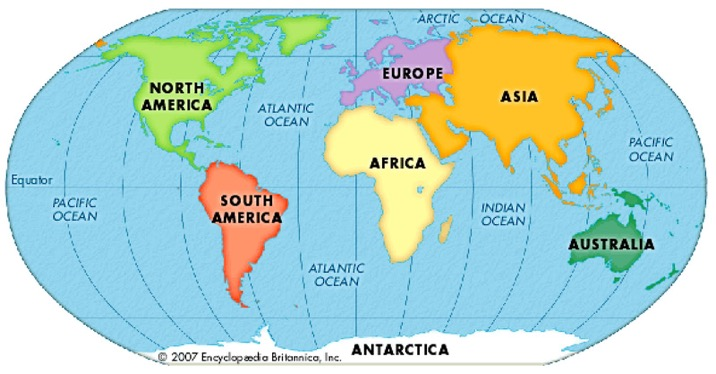 ARCTIC OCEAN
NORTH
AMERICA
EUROPE
ASIA
ATLANTIC
OCEAN
PACIFIC
OCEAN
AFRICA
Equator
PACIFIC
OCEAN
SOUTH
AMERICA
INDIAN
OCEAN
AUSTRALIA
ATLANTIC
OCEAN
ANTARCTICA
© 2007 Encyclopædia Britannica, Inc.